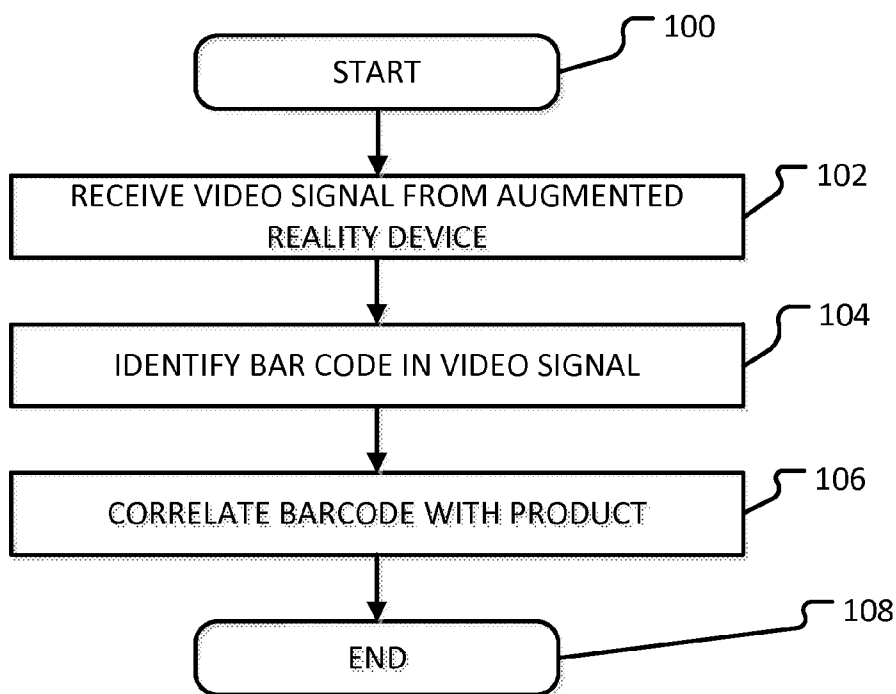 100
START
102
RECEIVE VIDEO SIGNAL FROM AUGMENTED
REALITY DEVICE
104
IDENTIFY BAR CODE IN VIDEO SIGNAL
106
CORRELATE BARCODE WITH PRODUCT
108
END